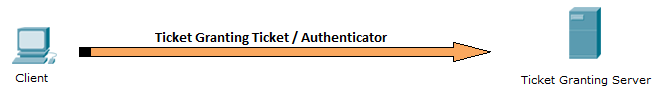 Ticket Granting Ticket / Authenticator
Client
Ticket Granting Server